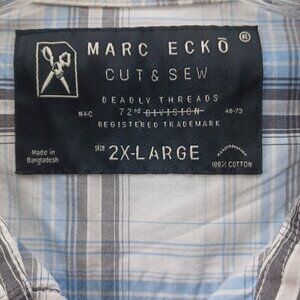 MARC ECKŌ ®
CUT & SEW
DEADLY THREADS
N.Y.C 72nd DIVISION 40-73
REGISTERED TRADEMARK
SIZE 2X-LARGE
Made in
Bangladesh
100% COTTON